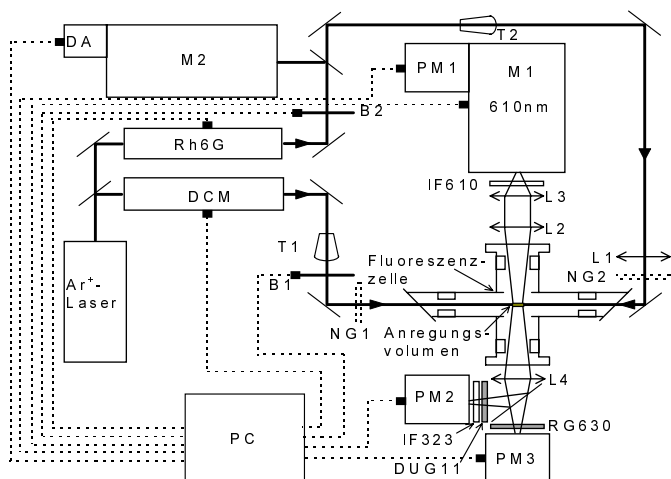 DA
M2
T2
PM1
M1
610nm
B2
Rh6G
IF610
L3
DCM
L2
T1
Fluoreszenz-
zelle
L1
Ar+-
Laser
B1
NG2
NG1
Anregungs-
volumen
L4
PM2
PC
IF323
RG630
DUG11
PM3